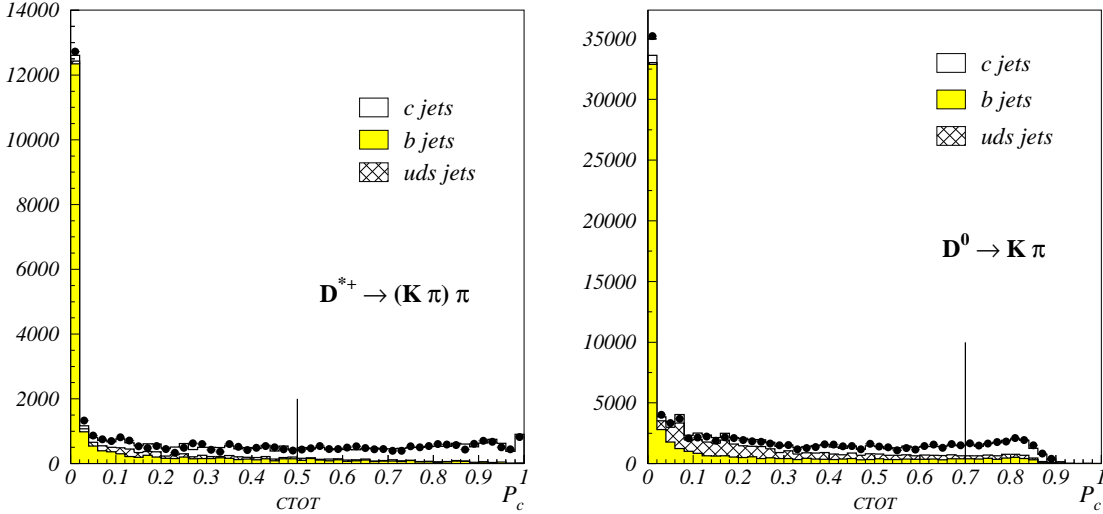 14000
12000
10000
8000
6000
4000
2000
0
c jets
b jets
uds jets
D*+ → (K π) π
0 0.1 0.2 0.3 0.4 0.5 0.6 0.7 0.8 0.9 1
CTOT
Pc
35000
30000
25000
20000
15000
10000
5000
0
c jets
b jets
uds jets
D0 → K π
0 0.1 0.2 0.3 0.4 0.5 0.6 0.7 0.8 0.9 1
CTOT
Pc